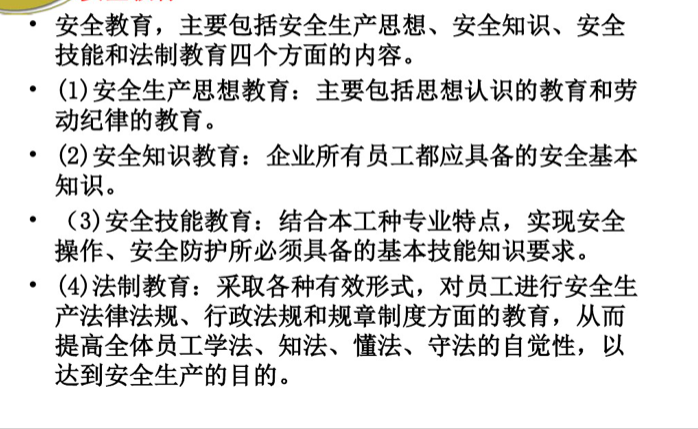 • 安全教育，主要包括安全生产思想、安全知识、安全
技能和法制教育四个方面的内容。
• (1)安全生产思想教育：主要包括思想认识的教育和劳
动纪律的教育。
• (2)安全知识教育：企业所有员工都应具备的安全基本
知识。
• （3)安全技能教育：结合本工种专业特点，实现安全
操作、安全防护所必须具备的基本技能知识要求。
• (4)法制教育：采取各种有效形式，对员工进行安全生
产法律法规、行政法规和规章制度方面的教育，从而
提高全体员工学法、知法、懂法、守法的自觉性，以
达到安全生产的目的。